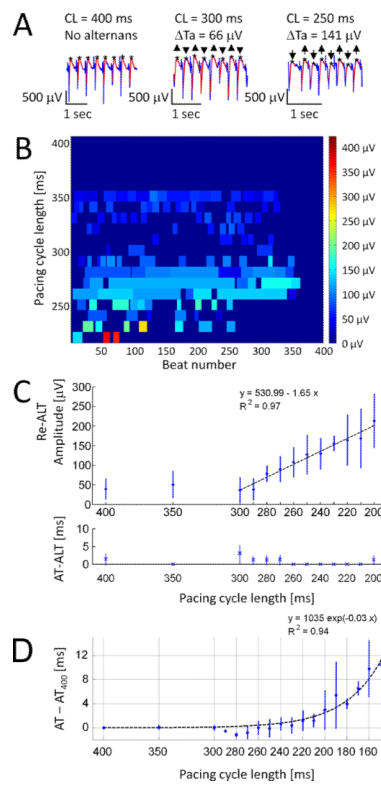 A
CL = 400 ms
No alternans
CL = 300 ms
ΔTa = 66 µV
CL = 250 ms
ΔTa = 141 µV
500 µV
1 sec
500 µV
1 sec
500 µV
1 sec
B
Pacing cycle length [ms]
400
350
300
250
50 100 150 200 250 300 350 400
Beat number
400 µV
350 µV
300 µV
250 µV
200 µV
150 µV
100 µV
50 µV
0 µV
C
Re-ALT
Amplitude [µV]
300
250
200
150
100
50
0
y = 530.99 - 1.65 x
R² = 0.97
400 350 300 280 260 240 220 200
AT-ALT
[ms]
10
5
0
400 350 300 280 260 240 220 200
Pacing cycle length [ms]
y = 1035 exp(-0.03 x)
R² = 0.94
D
AT – AT400 [ms]
12
8
4
0
400 350 300 280 260 240 220 200 180 160
Pacing cycle length [ms]